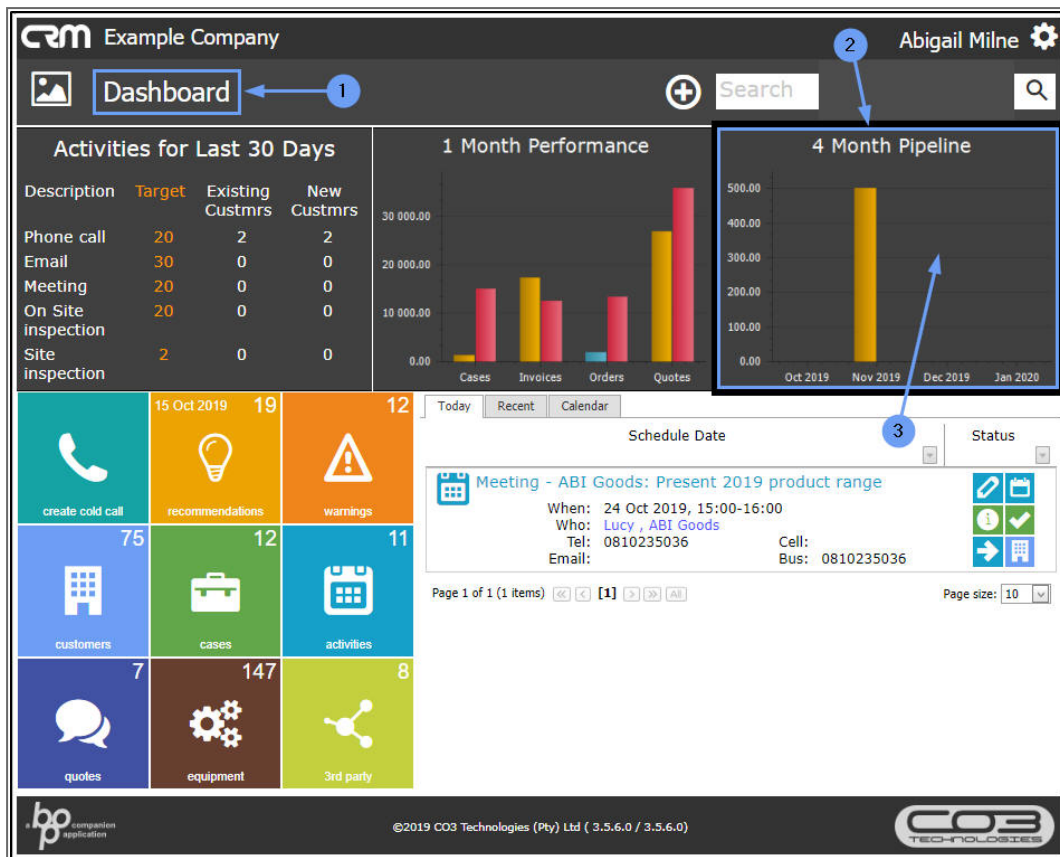 CRM Example Company
Abigail Milne
2
Dashboard
1
Search
Activities for Last 30 Days
Description Target Existing Custmrs New Custmrs
Phone call 20 2 2
Email 30 0 0
Meeting 20 0 0
On Site inspection 20 0 0
Site inspection 2 0 0
1 Month Performance
30 000.00
20 000.00
10 000.00
0.00
Cases Invoices Orders Quotes
4 Month Pipeline
500.00
400.00
300.00
200.00
100.00
0.00
Oct 2019 Nov 2019 Dec 2019 Jan 2020
3
create cold call
15 Oct 2019 19
recommendations
12
warnings
75
customers
12
cases
11
activities
7
quotes
147
equipment
8
3rd party
Today Recent Calendar
Schedule Date Status
Meeting - ABI Goods: Present 2019 product range
When: 24 Oct 2019, 15:00-16:00
Who: Lucy , ABI Goods
Tel: 0810235036 Cell:
Email: Bus: 0810235036
Page 1 of 1 (1 items) [1] All
Page size: 10
a bp companion application
©2019 CO3 Technologies (Pty) Ltd ( 3.5.6.0 / 3.5.6.0)
CO3
TECHNOLOGIES